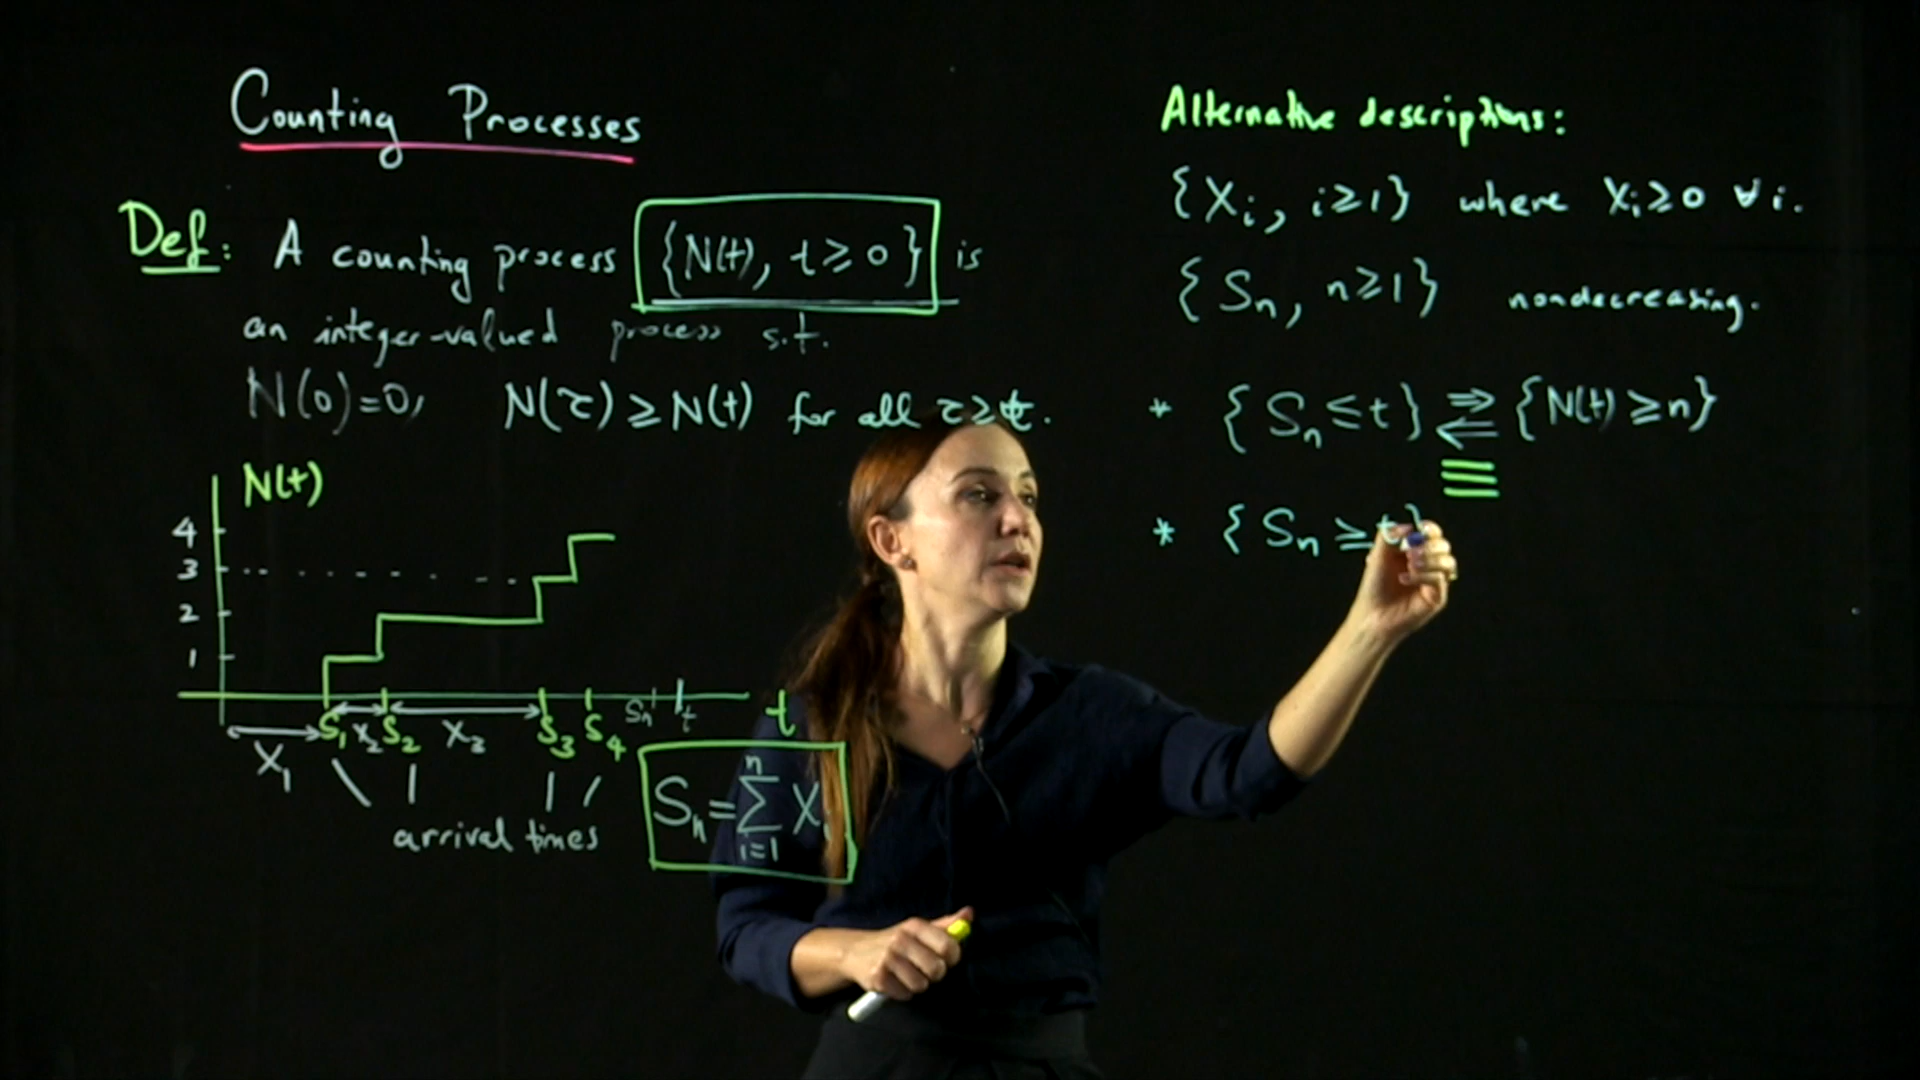 Counting Processes
Def: A counting process {N(t), t ≥ 0} is
an integer-valued process s.t.
N(0)=0, N(τ) ≥ N(t) for all τ ≥ t.
N(t)
4
3
2
1
S1 X2 S2 X3 S3 S4 Sn t t
X1
arrival times
Sn = Σ_{i=1}^{n} Xi
Alternative descriptions:
{Xi, i≥1} where Xi ≥ 0 ∀ i.
{Sn, n ≥ 1} nondecreasing.
* {Sn ≤ t} ⇒ ⇐ {N(t) ≥ n}
≡
* {Sn ≥ t}